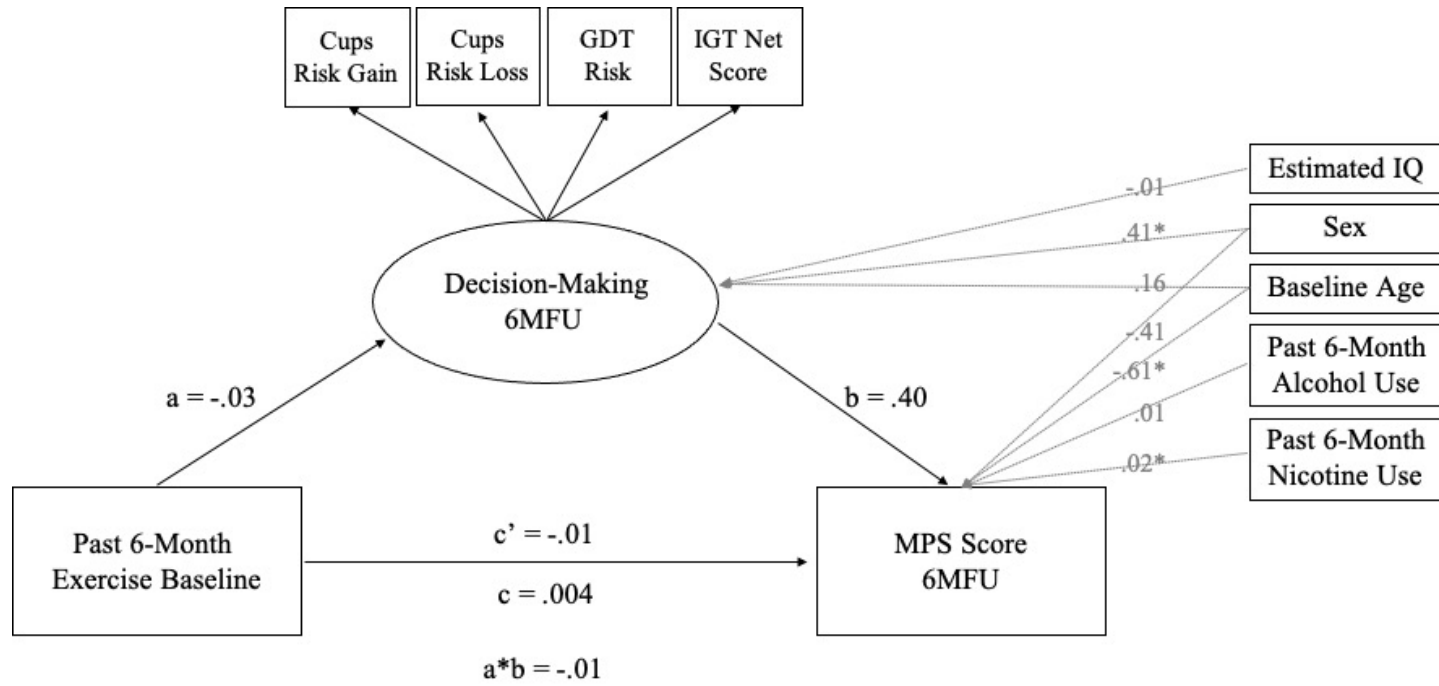 Cups
Risk Gain
Cups
Risk Loss
GDT
Risk
IGT Net
Score
Estimated IQ
Sex
Baseline Age
Past 6-Month
Alcohol Use
Past 6-Month
Nicotine Use
-.01
.41*
.16
-.41
-.61*
.01
.02*
Decision-Making
6MFU
a = -.03
b = .40
Past 6-Month
Exercise Baseline
c’ = -.01
c = .004
a*b = -.01
MPS Score
6MFU